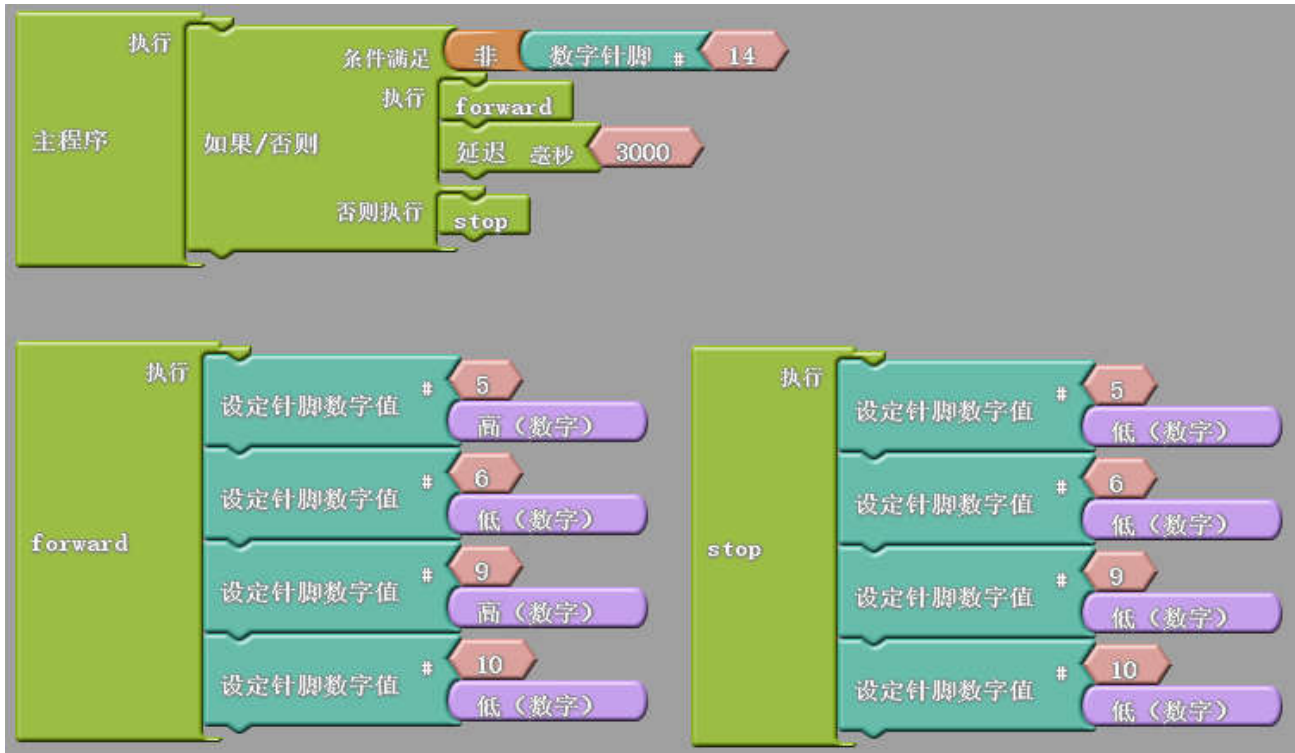 执行
条件满足 非 数字针脚 # 14
执行 forward
主程序 如果/否则 延迟 毫秒 3000
否则执行 stop
执行
设定针脚数字值 # 5
高（数字）
设定针脚数字值 # 6
低（数字）
forward
设定针脚数字值 # 9
高（数字）
设定针脚数字值 # 10
低（数字）
执行
设定针脚数字值 # 5
低（数字）
设定针脚数字值 # 6
低（数字）
stop
设定针脚数字值 # 9
低（数字）
设定针脚数字值 # 10
低（数字）